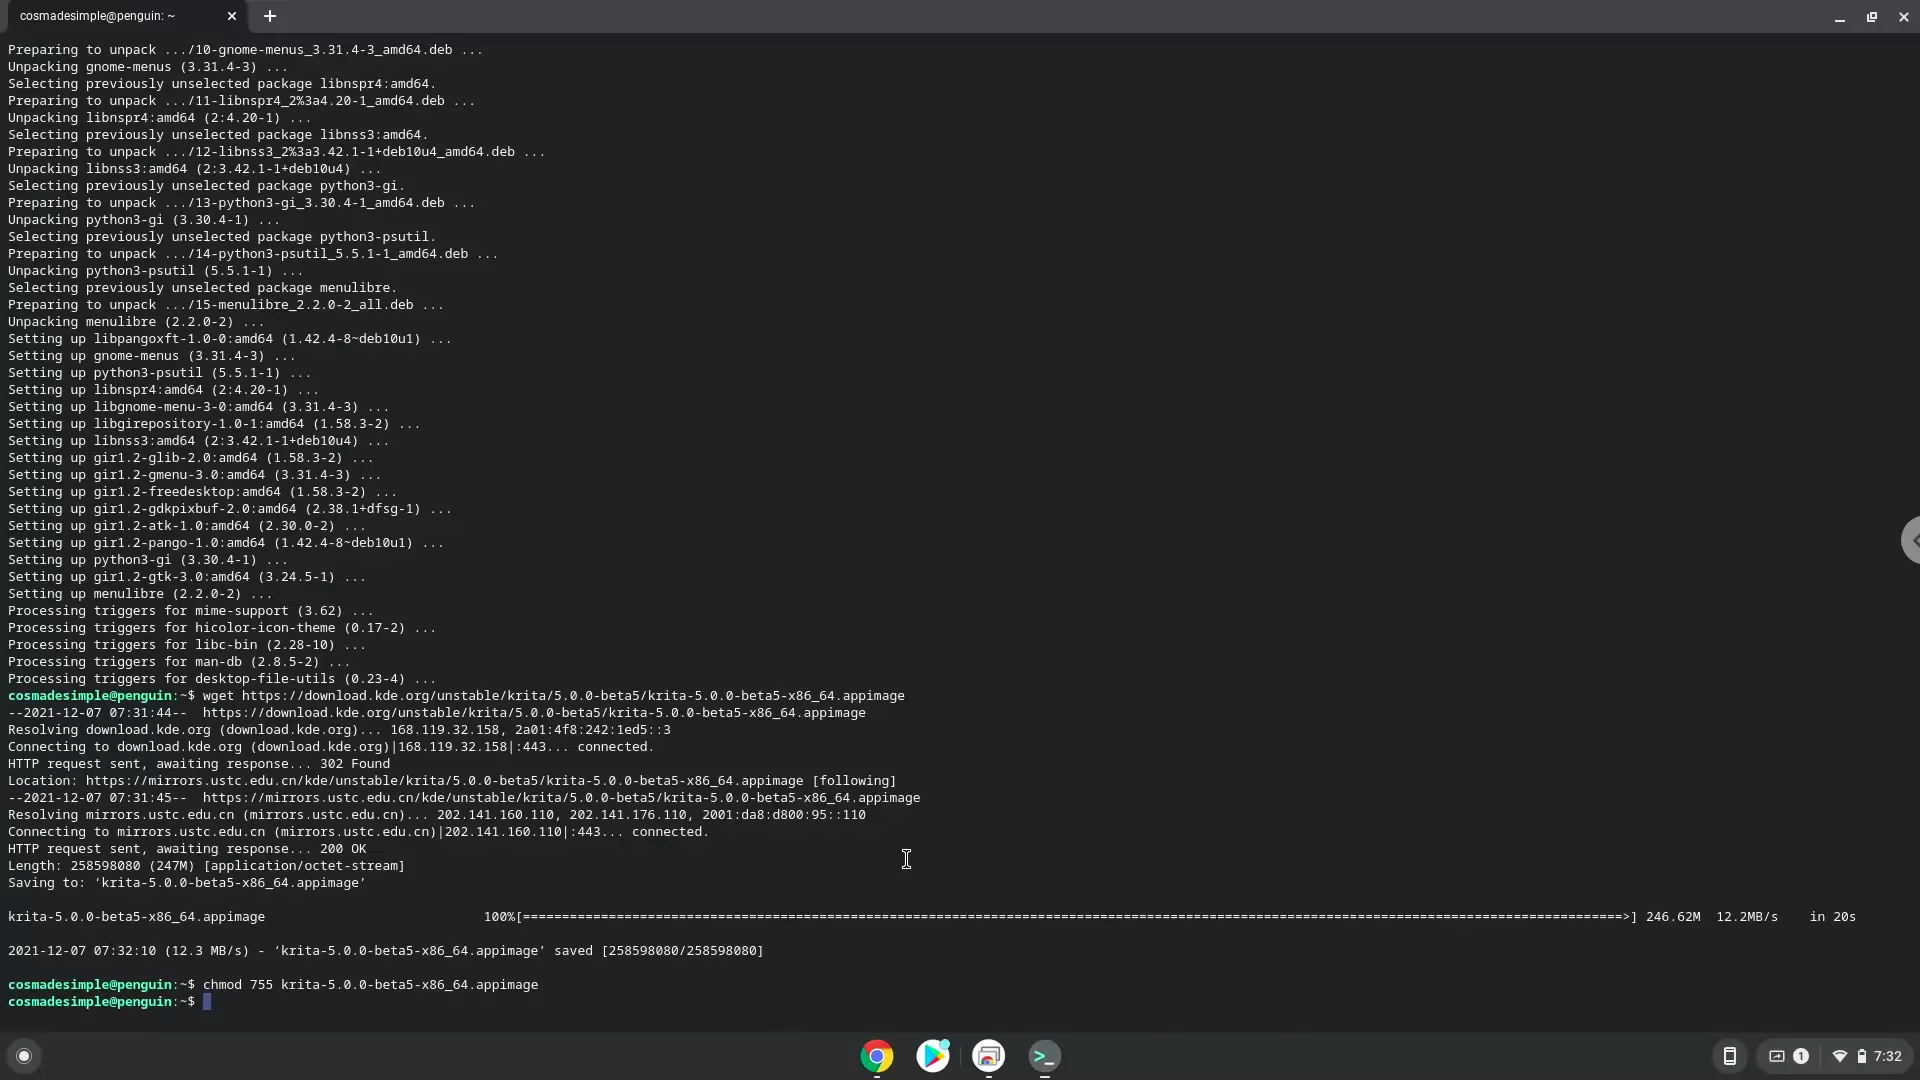 cosmadesimple@penguin: ~
Preparing to unpack .../10-gnome-menus_3.31.4-3_amd64.deb ...
Unpacking gnome-menus (3.31.4-3) ...
Selecting previously unselected package libnspr4:amd64.
Preparing to unpack .../11-libnspr4_2%3a4.20-1_amd64.deb ...
Unpacking libnspr4:amd64 (2:4.20-1) ...
Selecting previously unselected package libnss3:amd64.
Preparing to unpack .../12-libnss3_2%3a3.42.1-1+deb10u4_amd64.deb ...
Unpacking libnss3:amd64 (2:3.42.1-1+deb10u4) ...
Selecting previously unselected package python3-gi.
Preparing to unpack .../13-python3-gi_3.30.4-1_amd64.deb ...
Unpacking python3-gi (3.30.4-1) ...
Selecting previously unselected package python3-psutil.
Preparing to unpack .../14-python3-psutil_5.5.1-1_amd64.deb ...
Unpacking python3-psutil (5.5.1-1) ...
Selecting previously unselected package menulibre.
Preparing to unpack .../15-menulibre_2.2.0-2_all.deb ...
Unpacking menulibre (2.2.0-2) ...
Setting up libpangoxft-1.0-0:amd64 (1.42.4-8~deb10u1) ...
Setting up gnome-menus (3.31.4-3) ...
Setting up python3-psutil (5.5.1-1) ...
Setting up libnspr4:amd64 (2:4.20-1) ...
Setting up libgnome-menu-3-0:amd64 (3.31.4-3) ...
Setting up libgirepository-1.0-1:amd64 (1.58.3-2) ...
Setting up libnss3:amd64 (2:3.42.1-1+deb10u4) ...
Setting up gir1.2-glib-2.0:amd64 (1.58.3-2) ...
Setting up gir1.2-gmenu-3.0:amd64 (3.31.4-3) ...
Setting up gir1.2-freedesktop:amd64 (1.58.3-2) ...
Setting up gir1.2-gdkpixbuf-2.0:amd64 (2.38.1+dfsg-1) ...
Setting up gir1.2-atk-1.0:amd64 (2.30.0-2) ...
Setting up gir1.2-pango-1.0:amd64 (1.42.4-8~deb10u1) ...
Setting up python3-gi (3.30.4-1) ...
Setting up gir1.2-gtk-3.0:amd64 (3.24.5-1) ...
Setting up menulibre (2.2.0-2) ...
Processing triggers for mime-support (3.62) ...
Processing triggers for hicolor-icon-theme (0.17-2) ...
Processing triggers for libc-bin (2.28-10) ...
Processing triggers for man-db (2.8.5-2) ...
Processing triggers for desktop-file-utils (0.23-4) ...
cosmadesimple@penguin:~$ wget https://download.kde.org/unstable/krita/5.0.0-beta5/krita-5.0.0-beta5-x86_64.appimage
--2021-12-07 07:31:44--  https://download.kde.org/unstable/krita/5.0.0-beta5/krita-5.0.0-beta5-x86_64.appimage
Resolving download.kde.org (download.kde.org)... 168.119.32.158, 2a01:4f8:242:1ed5::3
Connecting to download.kde.org (download.kde.org)|168.119.32.158|:443... connected.
HTTP request sent, awaiting response... 302 Found
Location: https://mirrors.ustc.edu.cn/kde/unstable/krita/5.0.0-beta5/krita-5.0.0-beta5-x86_64.appimage [following]
--2021-12-07 07:31:45--  https://mirrors.ustc.edu.cn/kde/unstable/krita/5.0.0-beta5/krita-5.0.0-beta5-x86_64.appimage
Resolving mirrors.ustc.edu.cn (mirrors.ustc.edu.cn)... 202.141.160.110, 202.141.176.110, 2001:da8:d800:95::110
Connecting to mirrors.ustc.edu.cn (mirrors.ustc.edu.cn)|202.141.160.110|:443... connected.
HTTP request sent, awaiting response... 200 OK
Length: 258598080 (247M) [application/octet-stream]
Saving to: ‘krita-5.0.0-beta5-x86_64.appimage’
krita-5.0.0-beta5-x86_64.appimage 100%[=============================================================================================================================================>] 246.62M 12.2MB/s in 20s
2021-12-07 07:32:10 (12.3 MB/s) - ‘krita-5.0.0-beta5-x86_64.appimage’ saved [258598080/258598080]
cosmadesimple@penguin:~$ chmod 755 krita-5.0.0-beta5-x86_64.appimage
cosmadesimple@penguin:~$
>_
1 7:32